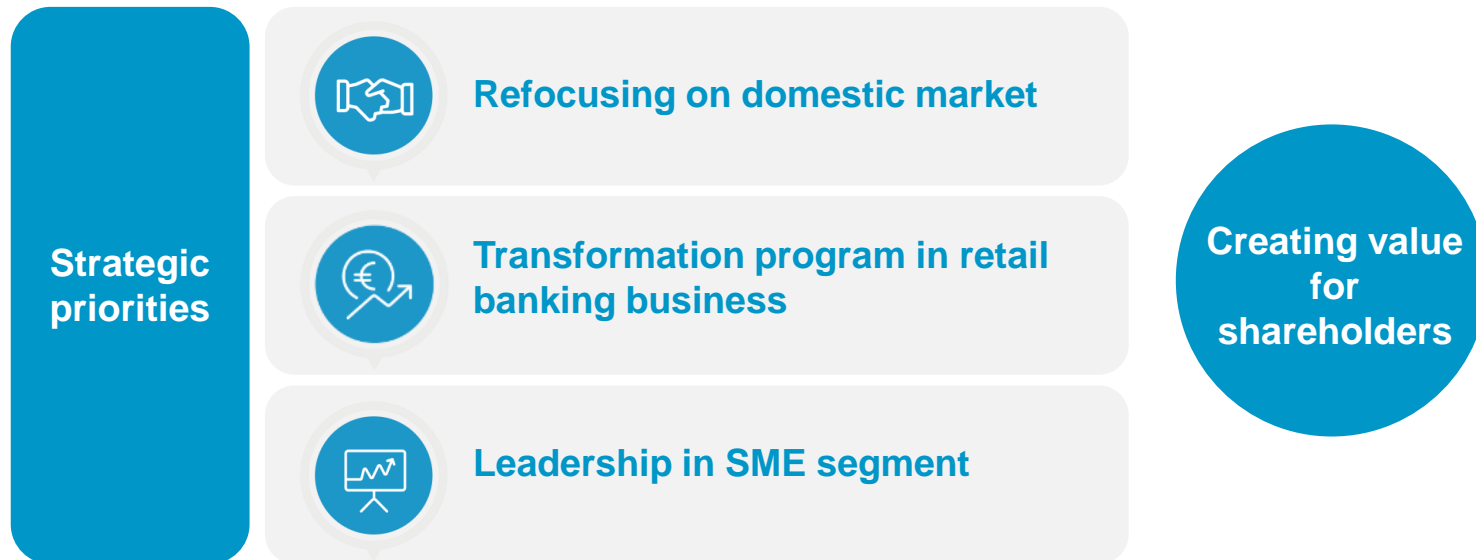 Strategic
priorities
Refocusing on domestic market
Transformation program in retail
banking business
Leadership in SME segment
Creating value
for
shareholders